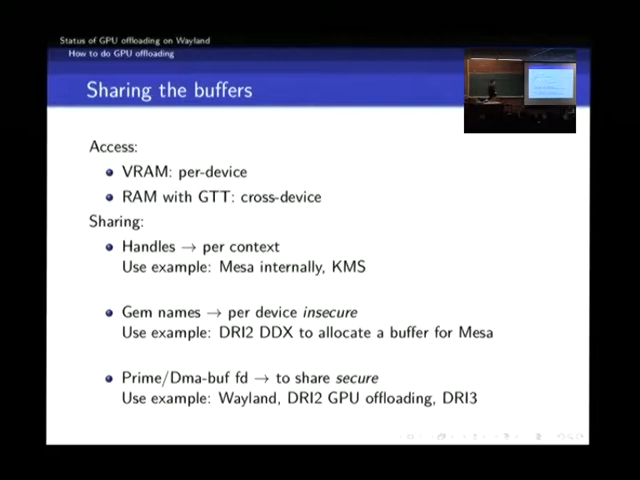 Status of GPU offloading on Wayland
How to do GPU offloading
Sharing the buffers
Access:
VRAM: per-device
RAM with GTT: cross-device
Sharing:
Handles → per context
Use example: Mesa internally, KMS
Gem names → per device insecure
Use example: DRI2 DDX to allocate a buffer for Mesa
Prime/Dma-buf fd → to share secure
Use example: Wayland, DRI2 GPU offloading, DRI3